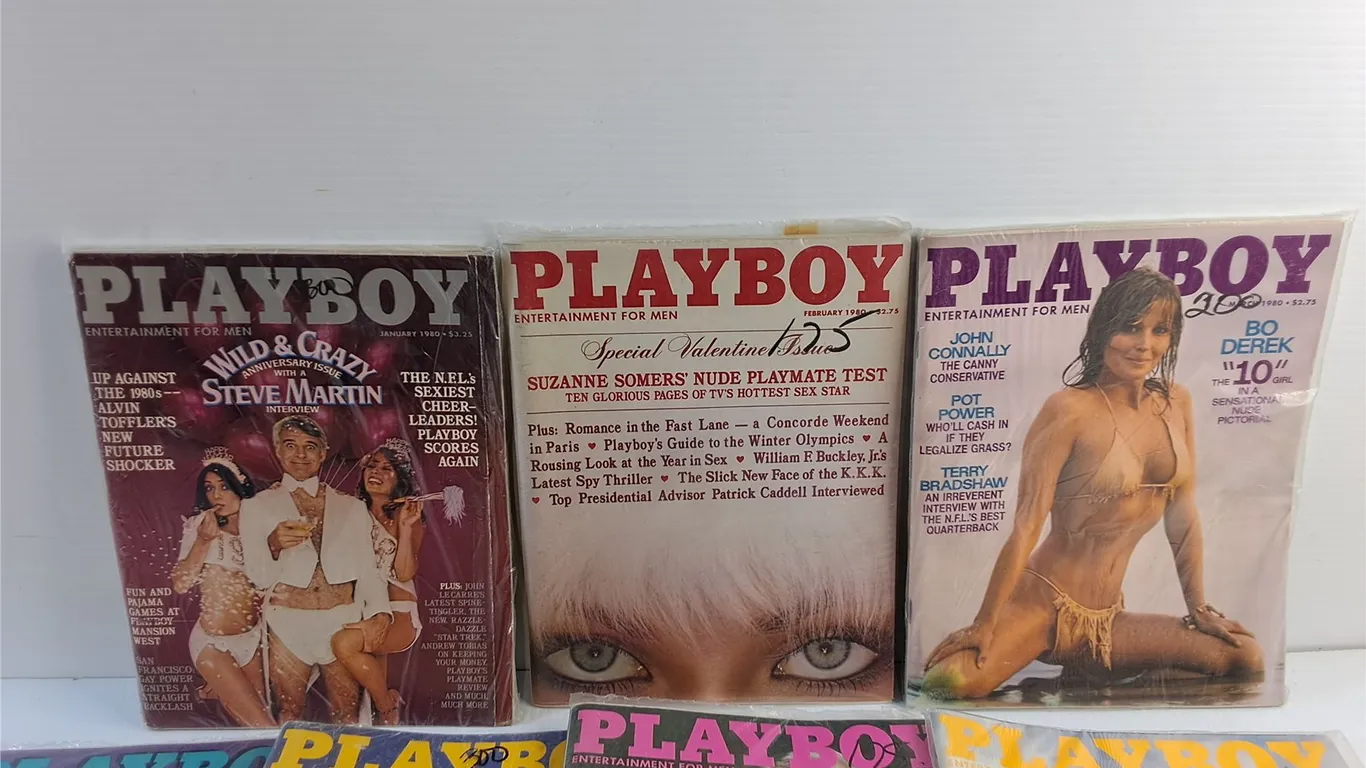 PLAYBOY
300
ENTERTAINMENT FOR MEN
JANUARY 1980 • $3.25
WILD & CRAZY
ANNIVERSARY ISSUE
WITH A
STEVE MARTIN
INTERVIEW
UP AGAINST
THE 1980s—
ALVIN
TOFFLER'S
NEW
FUTURE
SHOCKER
THE N.F.L.'s
SEXIEST
CHEER-
LEADERS!
PLAYBOY
SCORES
AGAIN
FUN AND
PAJAMA
GAMES AT
PLAYBOY
MANSION
WEST
SAN
FRANCISCO:
GAY POWER
IGNITES A
STRAIGHT
BACKLASH
PLUS: JOHN
LE CARRE'S
LATEST SPINE-
TINGLER, THE
NEW, RAZZLE-
DAZZLE
"STAR TREK,"
ANDREW TOBIAS
ON KEEPING
YOUR MONEY,
PLAYBOY'S
PLAYMATE
REVIEW
AND MUCH,
MUCH MORE
PLAYBOY
ENTERTAINMENT FOR MEN
FEBRUARY 1980 • $2.75
125
Special Valentine Issue
SUZANNE SOMERS' NUDE PLAYMATE TEST
TEN GLORIOUS PAGES OF TV'S HOTTEST SEX STAR
Plus: Romance in the Fast Lane — a Concorde Weekend
in Paris ♥ Playboy's Guide to the Winter Olympics ♥ A
Rousing Look at the Year in Sex ♥ William F. Buckley, Jr.'s
Latest Spy Thriller ♥ The Slick New Face of the K.K.K.
♥ Top Presidential Advisor Patrick Caddell Interviewed
PLAYBOY
ENTERTAINMENT FOR MEN
MARCH 1980 • $2.75
JOHN
CONNALLY
THE CANNY
CONSERVATIVE
POT
POWER
WHO'LL CASH IN
IF THEY
LEGALIZE GRASS?
TERRY
BRADSHAW
AN IRREVERENT
INTERVIEW WITH
THE N.F.L.'S BEST
QUARTERBACK
BO
DEREK
THE "10" GIRL
IN A
SENSATIONAL
NUDE
PICTORIAL
PLAYBOY
300
PLAYBOY
ENTERTAINMENT FOR MEN
PLAYBOY